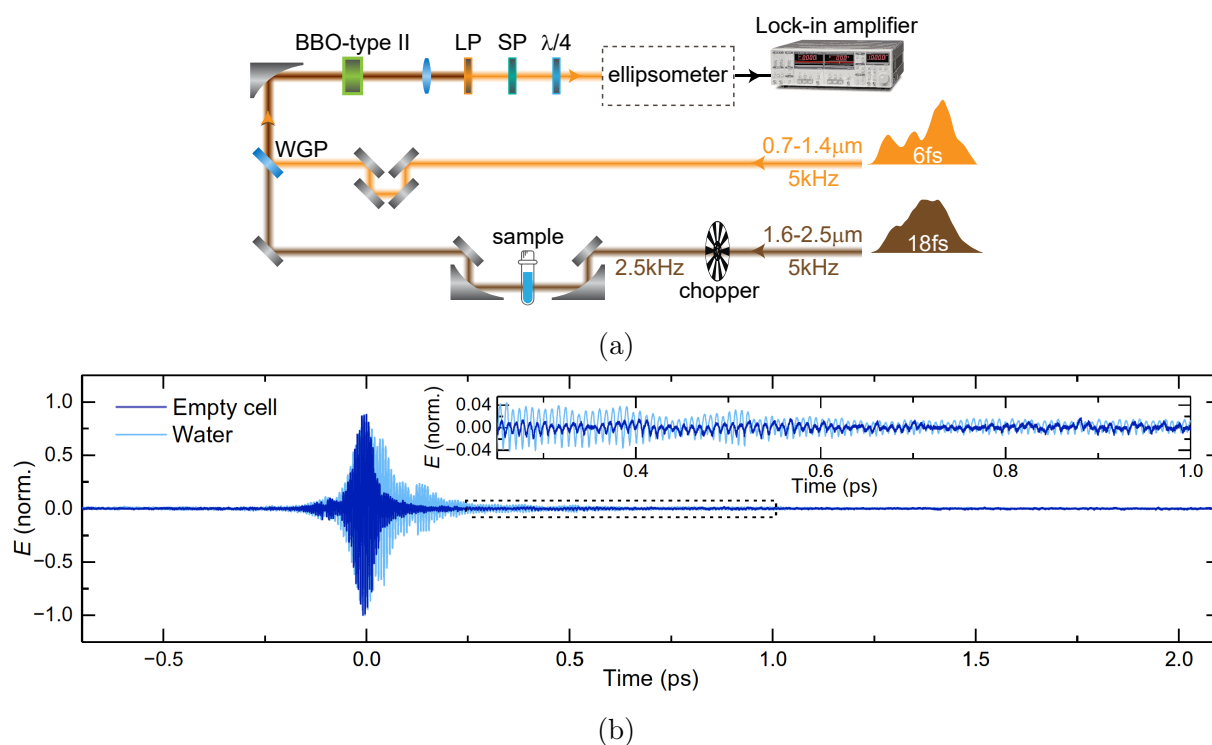 Lock-in amplifier
BBO-type II LP SP λ/4
ellipsometer
WGP
0.7-1.4μm
6fs
5kHz
sample
1.6-2.5μm
18fs
2.5kHz
5kHz
chopper
(a)
1.0
0.5
0.0
−0.5
−1.0
E (norm.)
Empty cell
Water
0.04
0.00
−0.04
E (norm.)
0.4 0.6 0.8 1.0
Time (ps)
−0.5 0.0 0.5 1.0 1.5 2.0
Time (ps)
(b)